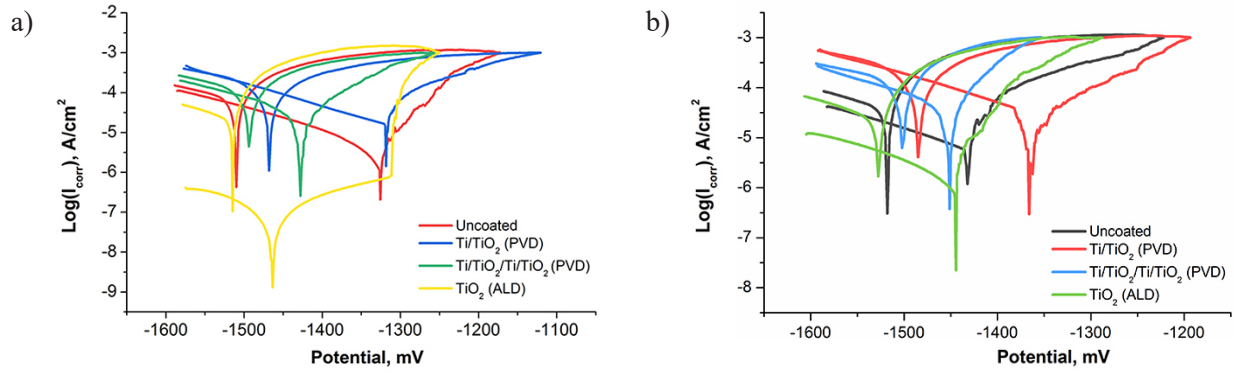 a)
-2
-3
-4
-5
-6
-7
-8
-9
Log(I_corr), A/cm²
Uncoated
Ti/TiO₂ (PVD)
Ti/TiO₂/Ti/TiO₂ (PVD)
TiO₂ (ALD)
-1600 -1500 -1400 -1300 -1200 -1100
Potential, mV
b)
-3
-4
-5
-6
-7
-8
Log(I_corr), A/cm²
Uncoated
Ti/TiO₂ (PVD)
Ti/TiO₂/Ti/TiO₂ (PVD)
TiO₂ (ALD)
-1600 -1500 -1400 -1300 -1200
Potential, mV